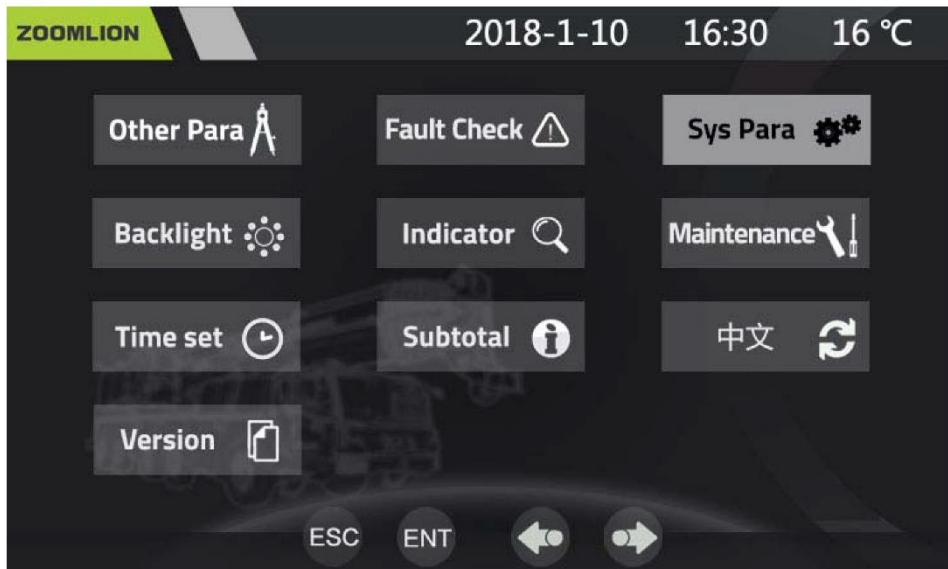 ZOOMLION 2018-1-10 16:30 16 ℃
Other Para Fault Check Sys Para
Backlight Indicator Maintenance
Time set Subtotal 中文
Version
ESC ENT